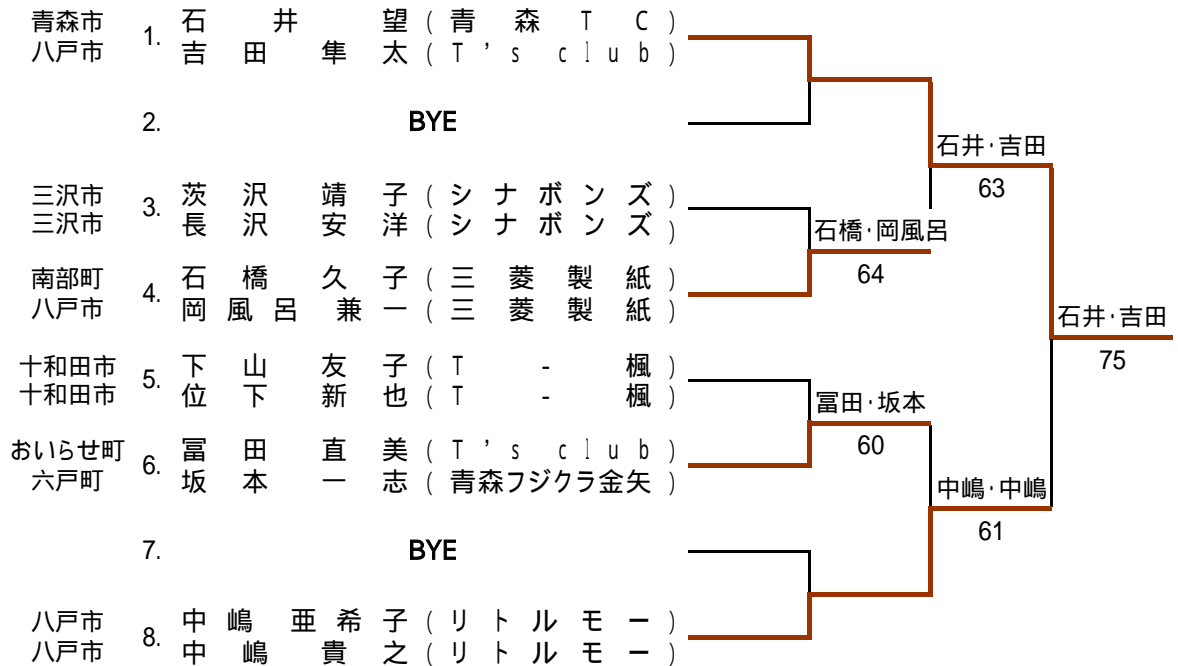 青森市 1. 石井 望 (青森TC)
八戸市 吉田 隼太 (T's club)
2. BYE
石井・吉田
63
三沢市 3. 茨沢 靖子 (シナボンズ)
三沢市 長沢 安洋 (シナボンズ)
石橋・岡風呂
64
南部町 4. 石橋 久子 (三菱製紙)
八戸市 岡風呂 兼一 (三菱製紙)
石井・吉田
75
十和田市 5. 下山 友子 (T-楓)
十和田市 位下 新也 (T-楓)
冨田・坂本
60
おいらせ町 6. 冨田 直美 (T's club)
六戸町 坂本 一志 (青森フジクラ金矢)
中嶋・中嶋
61
7. BYE
八戸市 8. 中嶋 亜希子 (リトルモー)
八戸市 中嶋 貴之 (リトルモー)